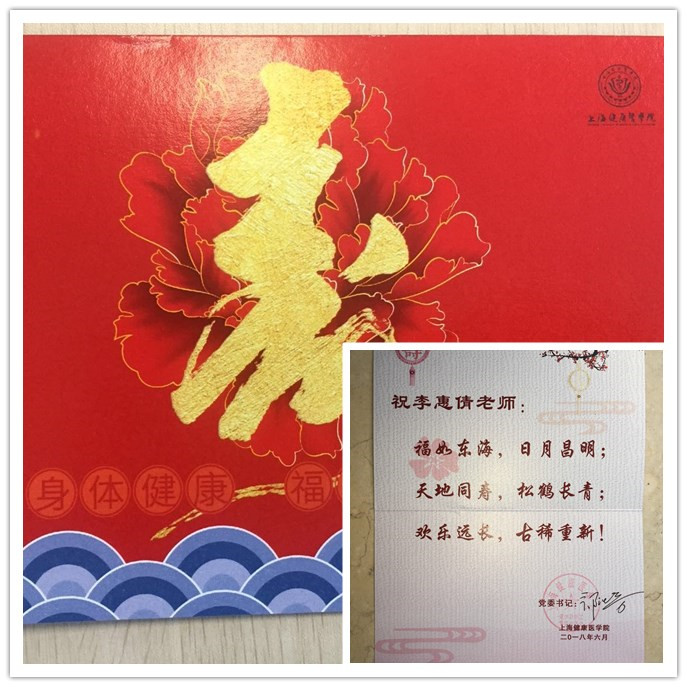 上海健康医学院
寿
身体健康 福
祝李惠倩老师：
福如东海，日月昌明；
天地同寿，松鹤长青；
欢乐远长，古稀重新！
党委书记：
上海健康医学院
二〇一八年六月